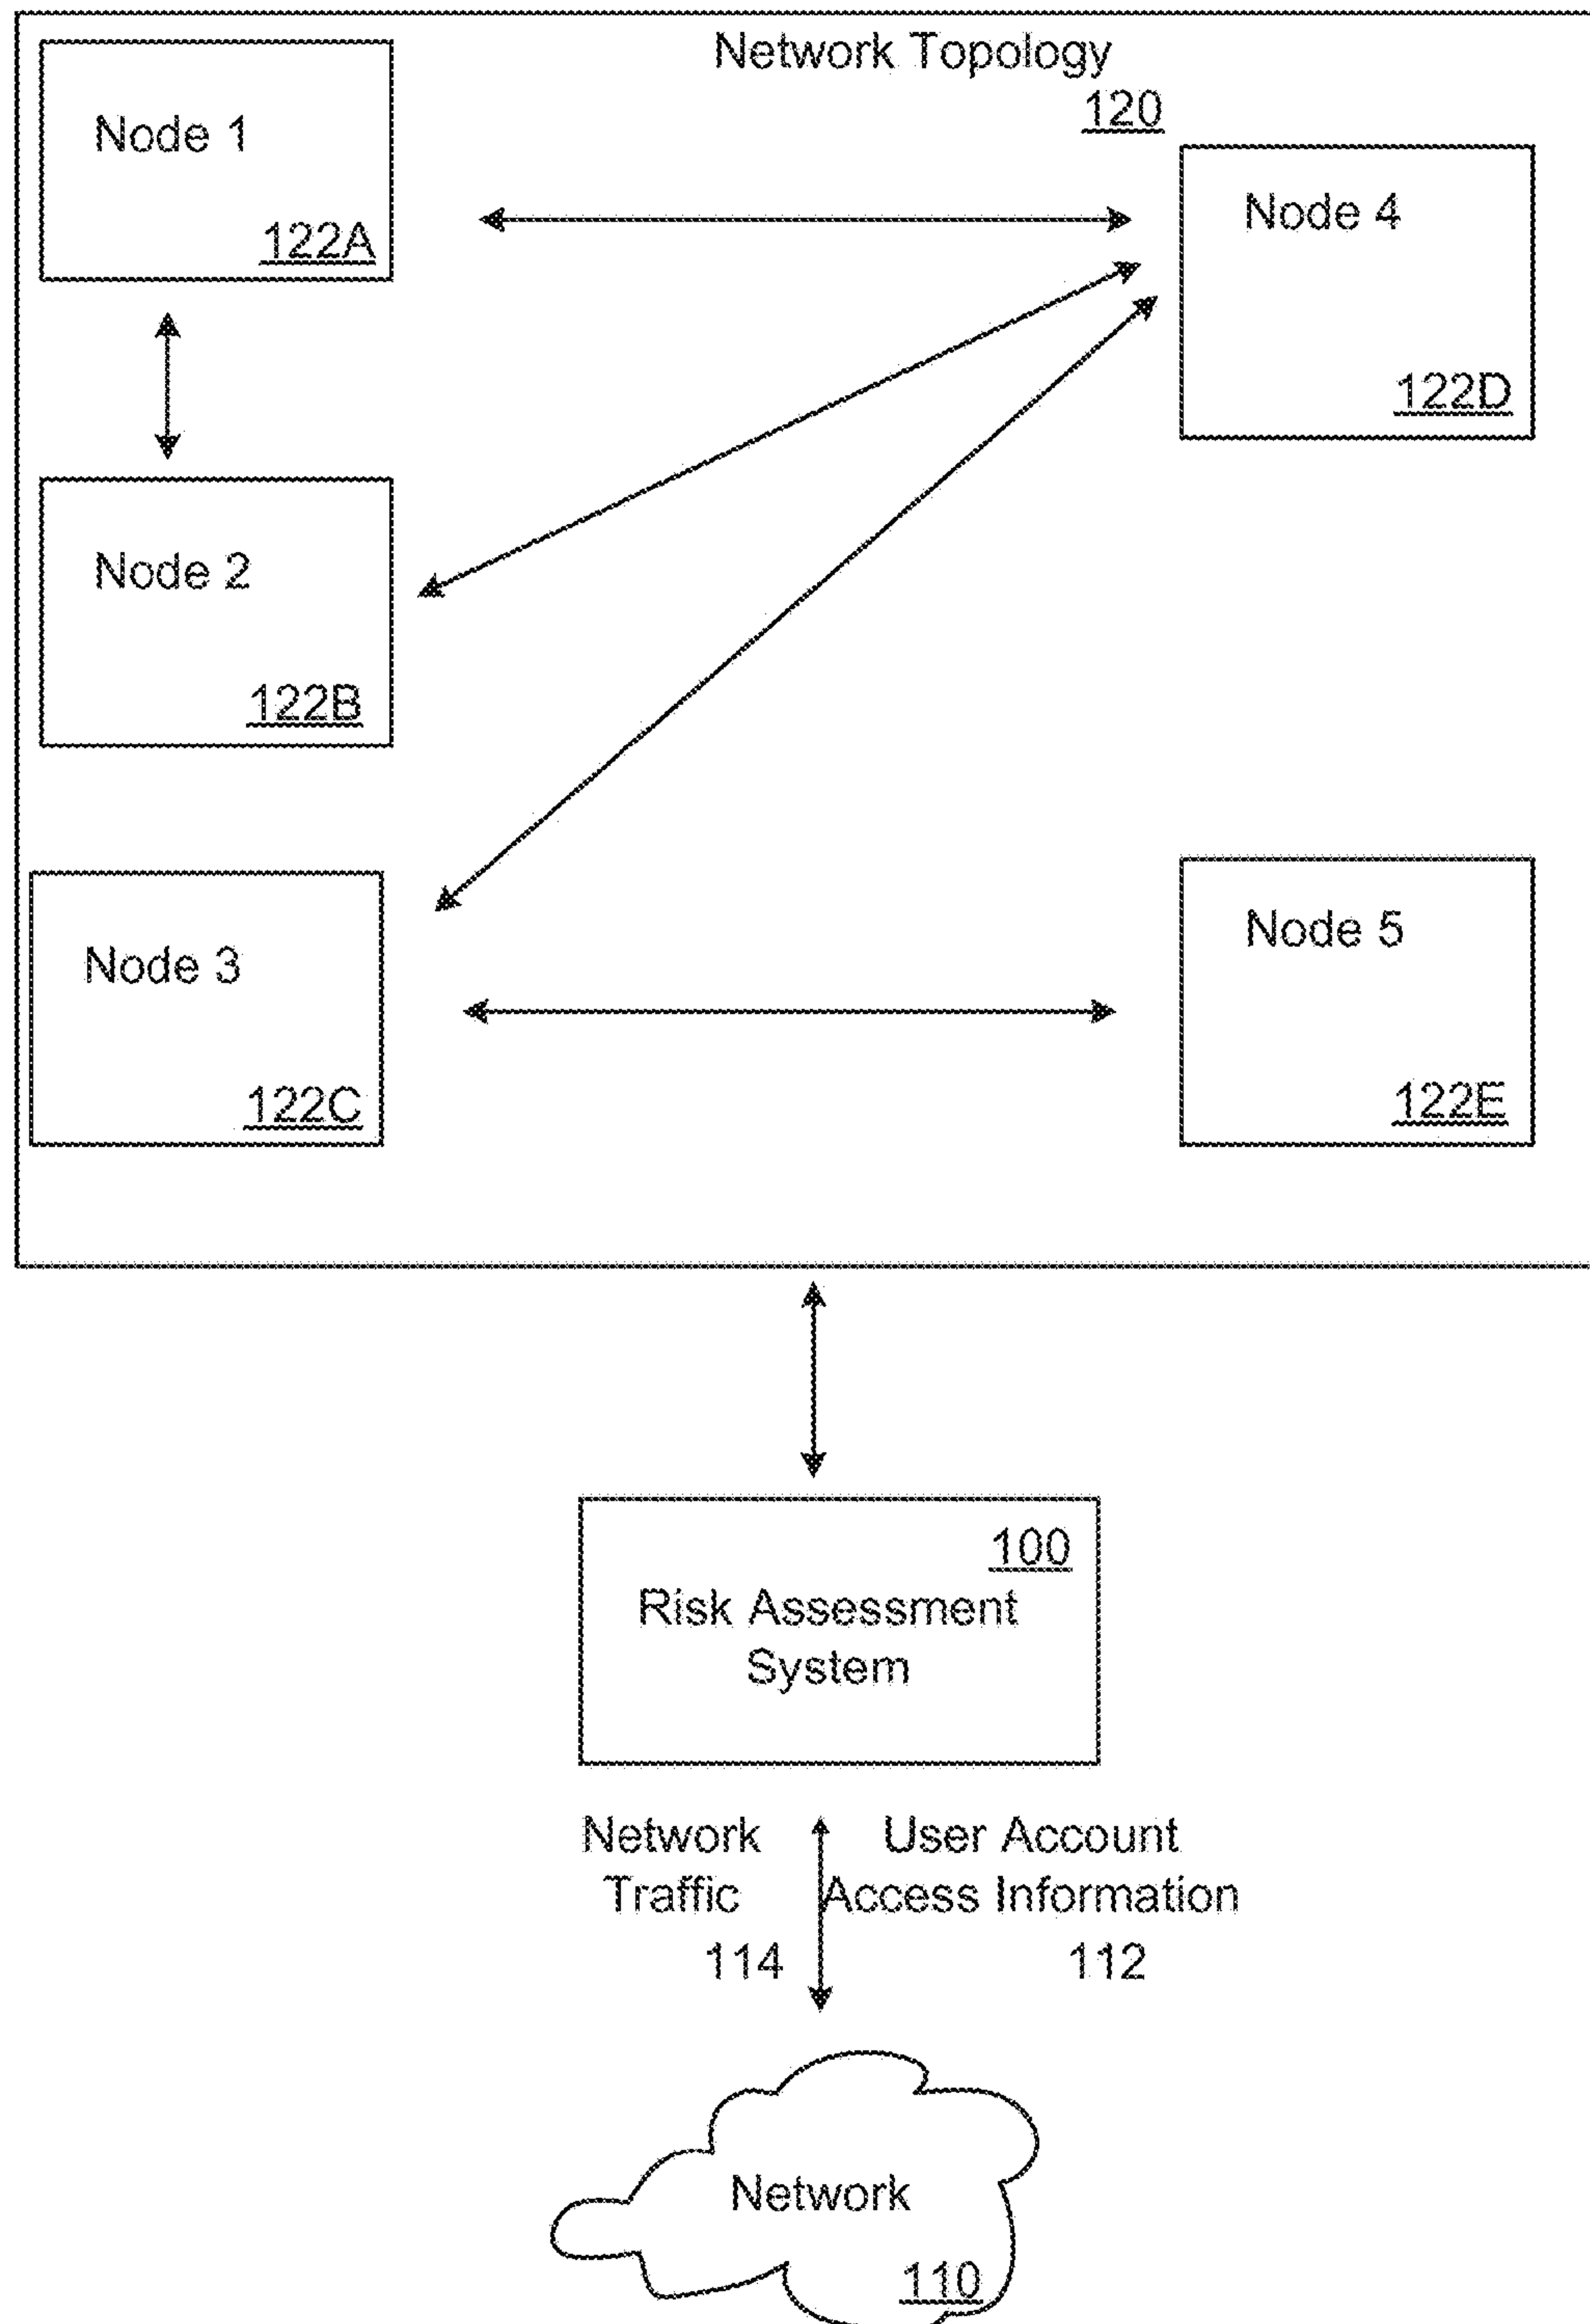 Network Topology
120
Node 1
122A
Node 4
122D
Node 2
122B
Node 3
122C
Node 5
122E
100
Risk Assessment
System
Network
Traffic
114
User Account
Access Information
112
Network
110